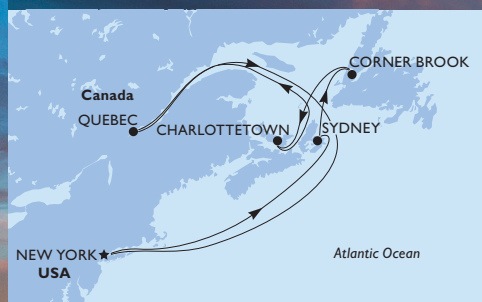 CORNER BROOK
Canada
QUEBEC
CHARLOTTETOWN
SYDNEY
NEW YORK
USA
Atlantic Ocean